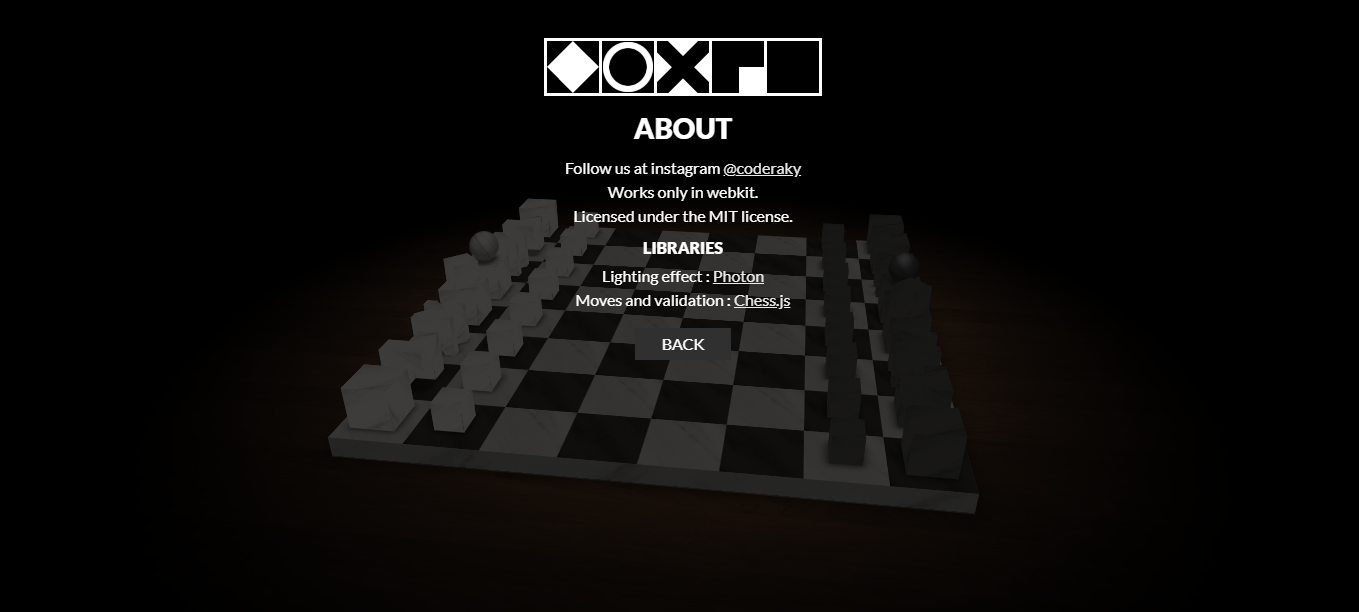 ABOUT
Follow us at instagram @coderaky
Works only in webkit.
Licensed under the MIT license.
LIBRARIES
Lighting effect : Photon
Moves and validation : Chess.js
BACK